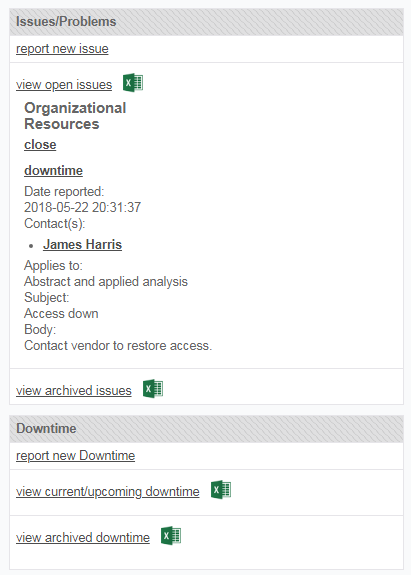 Issues/Problems
report new issue
view open issues
Organizational
Resources
close
downtime
Date reported:
2018-05-22 20:31:37
Contact(s):
James Harris
Applies to:
Abstract and applied analysis
Subject:
Access down
Body:
Contact vendor to restore access.
view archived issues
Downtime
report new Downtime
view current/upcoming downtime
view archived downtime